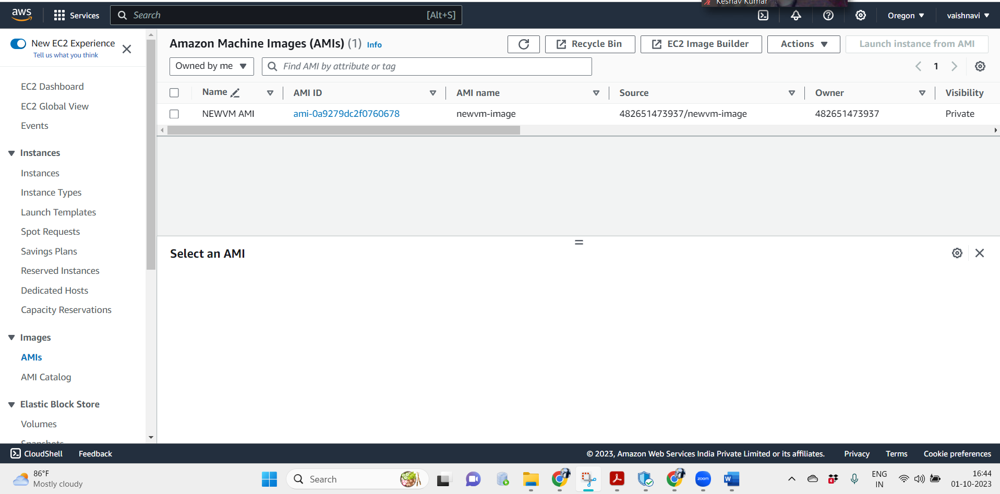 Keshav Kumar
aws
Services
Search
[Alt+S]
Oregon
vaishnavi
New EC2 Experience
Tell us what you think
EC2 Dashboard
EC2 Global View
Events
Instances
Instances
Instance Types
Launch Templates
Spot Requests
Savings Plans
Reserved Instances
Dedicated Hosts
Capacity Reservations
Images
AMIs
AMI Catalog
Elastic Block Store
Volumes
Snapshots
Amazon Machine Images (AMIs) (1) Info
Recycle Bin
EC2 Image Builder
Actions
Launch instance from AMI
Owned by me
Find AMI by attribute or tag
1
Name AMI ID AMI name Source Owner Visibility
NEWVM AMI ami-0a9279dc2f0760678 newvm-image 482651473937/newvm-image 482651473937 Private
Select an AMI
CloudShell
Feedback
© 2023, Amazon Web Services India Private Limited or its affiliates.
Privacy
Terms
Cookie preferences
86°F
Mostly cloudy
Search
zoom
4
ENG
IN
16:44
01-10-2023